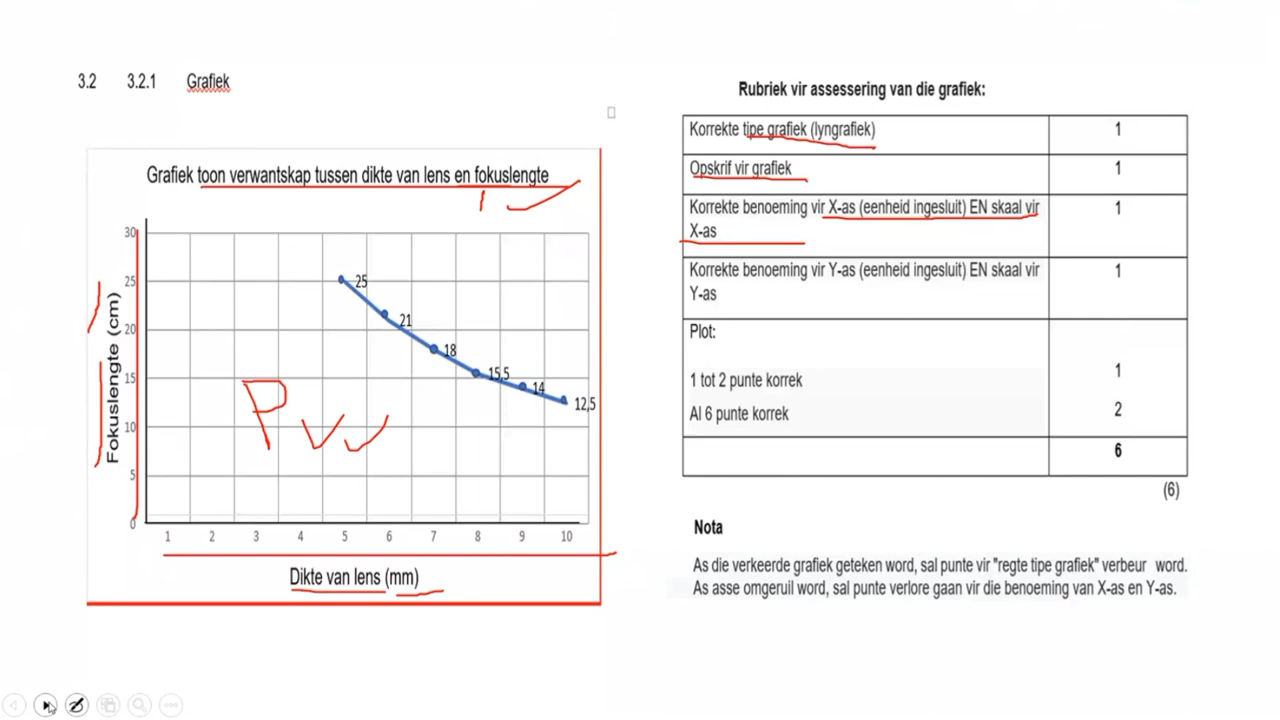 3.2 3.2.1 Grafiek
Grafiek toon verwantskap tussen dikte van lens en fokuslengte
30
25
20
15
10
5
0
Fokuslengte (cm)
25
21
18
15,5
14
12,5
P
1 2 3 4 5 6 7 8 9 10
Dikte van lens (mm)
Rubriek vir assessering van die grafiek:
Korrekte tipe grafiek (lyngrafiek) 1
Opskrif vir grafiek 1
Korrekte benoeming vir X-as (eenheid ingesluit) EN skaal vir 1
X-as
Korrekte benoeming vir Y-as (eenheid ingesluit) EN skaal vir 1
Y-as
Plot:
1 tot 2 punte korrek 1
Al 6 punte korrek 2
6
(6)
Nota
As die verkeerde grafiek geteken word, sal punte vir "regte tipe grafiek" verbeur word.
As asse omgeruil word, sal punte verlore gaan vir die benoeming van X-as en Y-as.